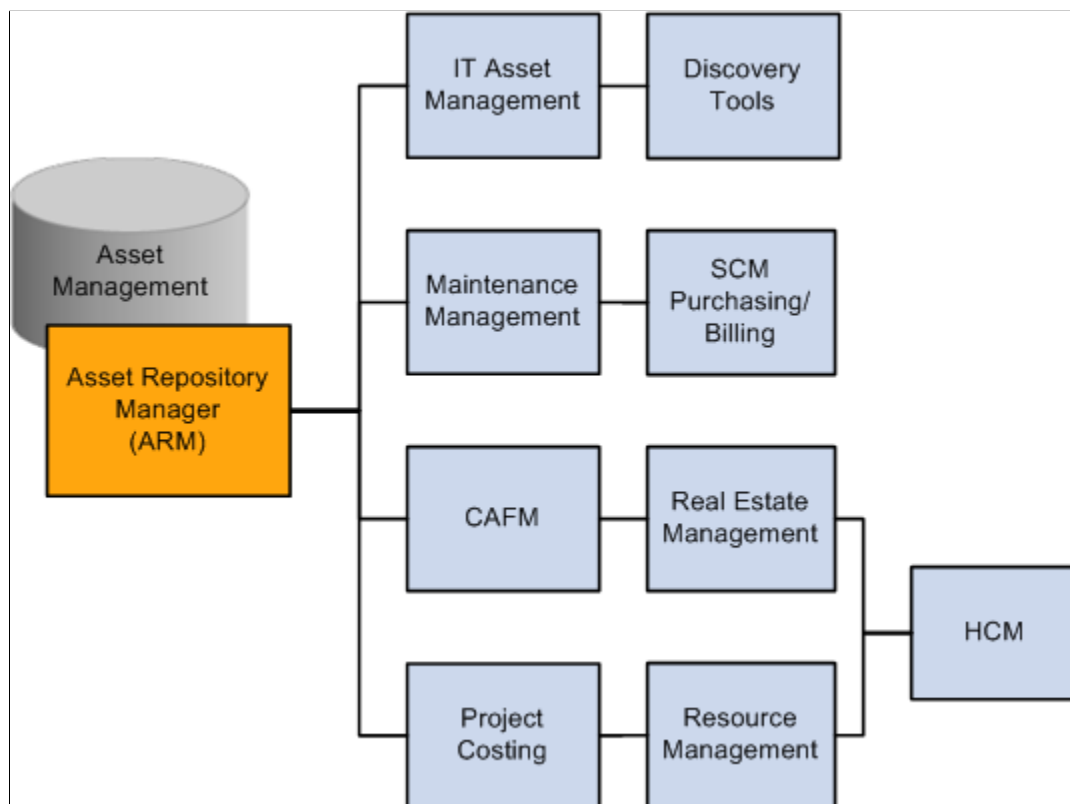 IT Asset
Management
Discovery
Tools
Asset
Management
Maintenance
Management
SCM
Purchasing/
Billing
Asset Repository
Manager
(ARM)
CAFM
Real Estate
Management
HCM
Project
Costing
Resource
Management